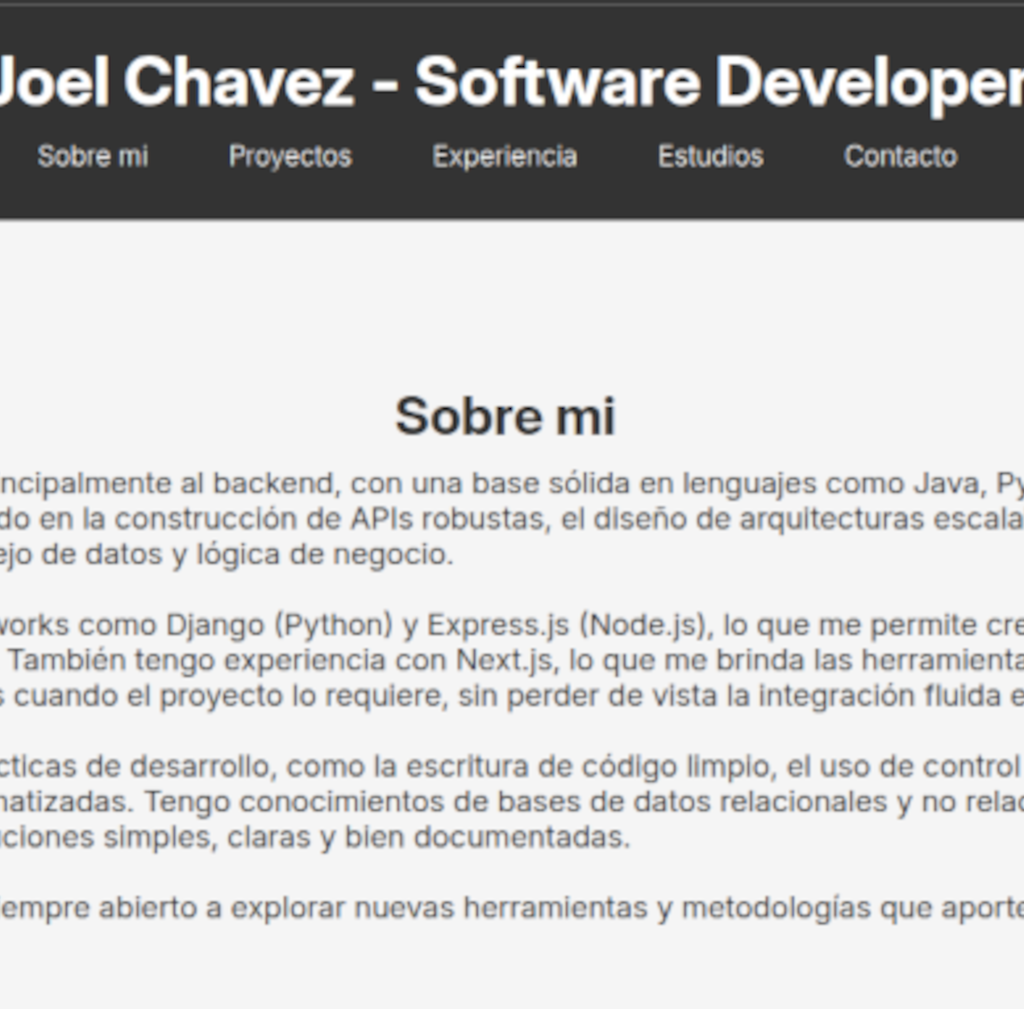 Joel Chavez - Software Developer
Sobre mi Proyectos Experiencia Estudios Contacto
Sobre mi
ncipalmente al backend, con una base sólida en lenguajes como Java, Py
do en la construcción de APIs robustas, el diseño de arquitecturas escala
ejo de datos y lógica de negocio.
works como Django (Python) y Express.js (Node.js), lo que me permite cre
También tengo experiencia con Next.js, lo que me brinda las herramienta
s cuando el proyecto lo requiere, sin perder de vista la integración fluida e
cticas de desarrollo, como la escritura de código limpio, el uso de control
matizadas. Tengo conocimientos de bases de datos relacionales y no relac
uciones simples, claras y bien documentadas.
iempre abierto a explorar nuevas herramientas y metodologías que aporte